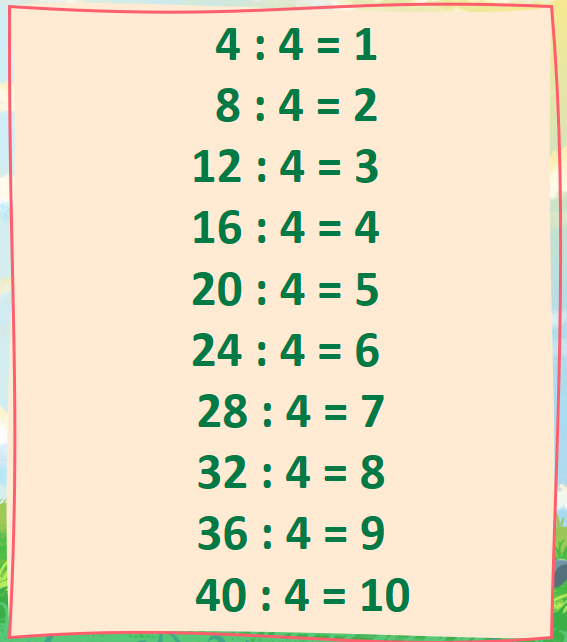 4 : 4 = 1
8 : 4 = 2
12 : 4 = 3
16 : 4 = 4
20 : 4 = 5
24 : 4 = 6
28 : 4 = 7
32 : 4 = 8
36 : 4 = 9
40 : 4 = 10